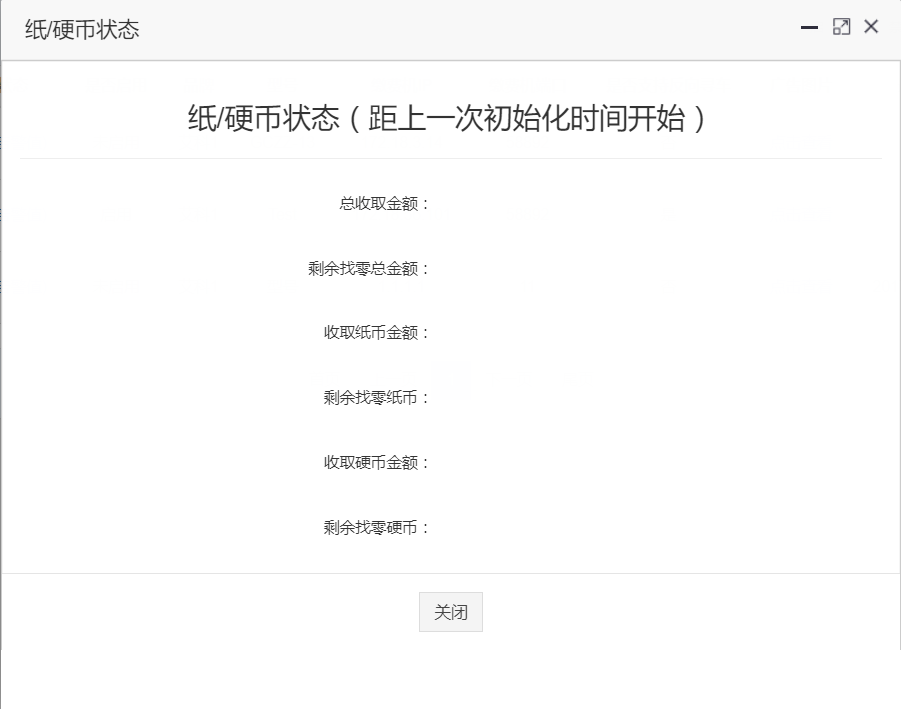 纸/硬币状态
纸/硬币状态（距上一次初始化时间开始）
总收取金额：
剩余找零总金额：
收取纸币金额：
剩余找零纸币：
收取硬币金额：
剩余找零硬币：
关闭